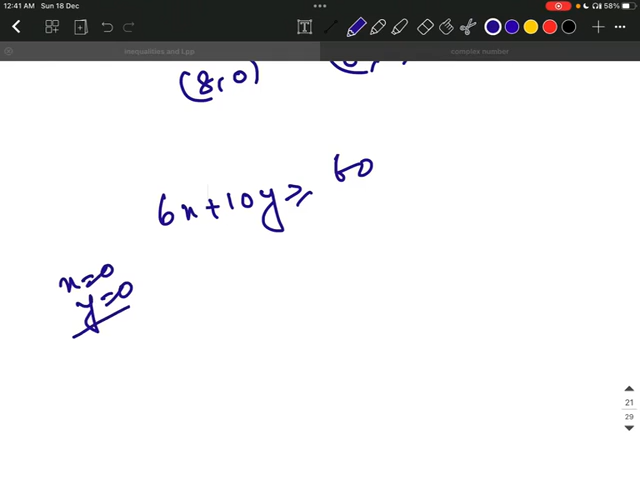 12:41 AM Sun 18 Dec
58%
inequalities and i.pp
complex number
(8, 0)
6x + 10y ≥ 60
x = 0
y = 0
21
29